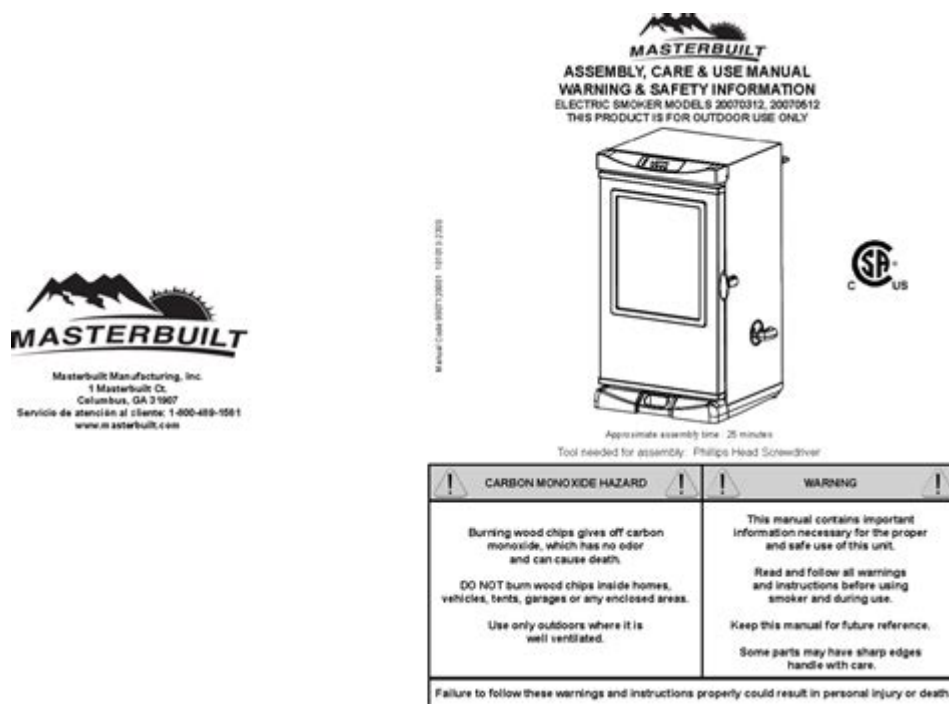 MASTERBUILT
Masterbuilt Manufacturing, Inc.
1 Masterbuilt Ct.
Columbus, GA 31907
Servicio de atención al cliente: 1-800-489-1581
www.masterbuilt.com
MASTERBUILT
ASSEMBLY, CARE & USE MANUAL
WARNING & SAFETY INFORMATION
ELECTRIC SMOKER MODELS 20070312, 20070512
THIS PRODUCT IS FOR OUTDOOR USE ONLY
Manual Code
C US
Approximate assembly time: 25 minutes
Tool needed for assembly: Phillips Head Screwdriver
CARBON MONOXIDE HAZARD
Burning wood chips gives off carbon
monoxide, which has no odor
and can cause death.
DO NOT burn wood chips inside homes,
vehicles, tents, garages or any enclosed areas.
Use only outdoors where it is
well ventilated.
WARNING
This manual contains important
information necessary for the proper
and safe use of this unit.
Read and follow all warnings
and instructions before using
smoker and during use.
Keep this manual for future reference.
Some parts may have sharp edges
handle with care.
Failure to follow these warnings and instructions properly could result in personal injury or death